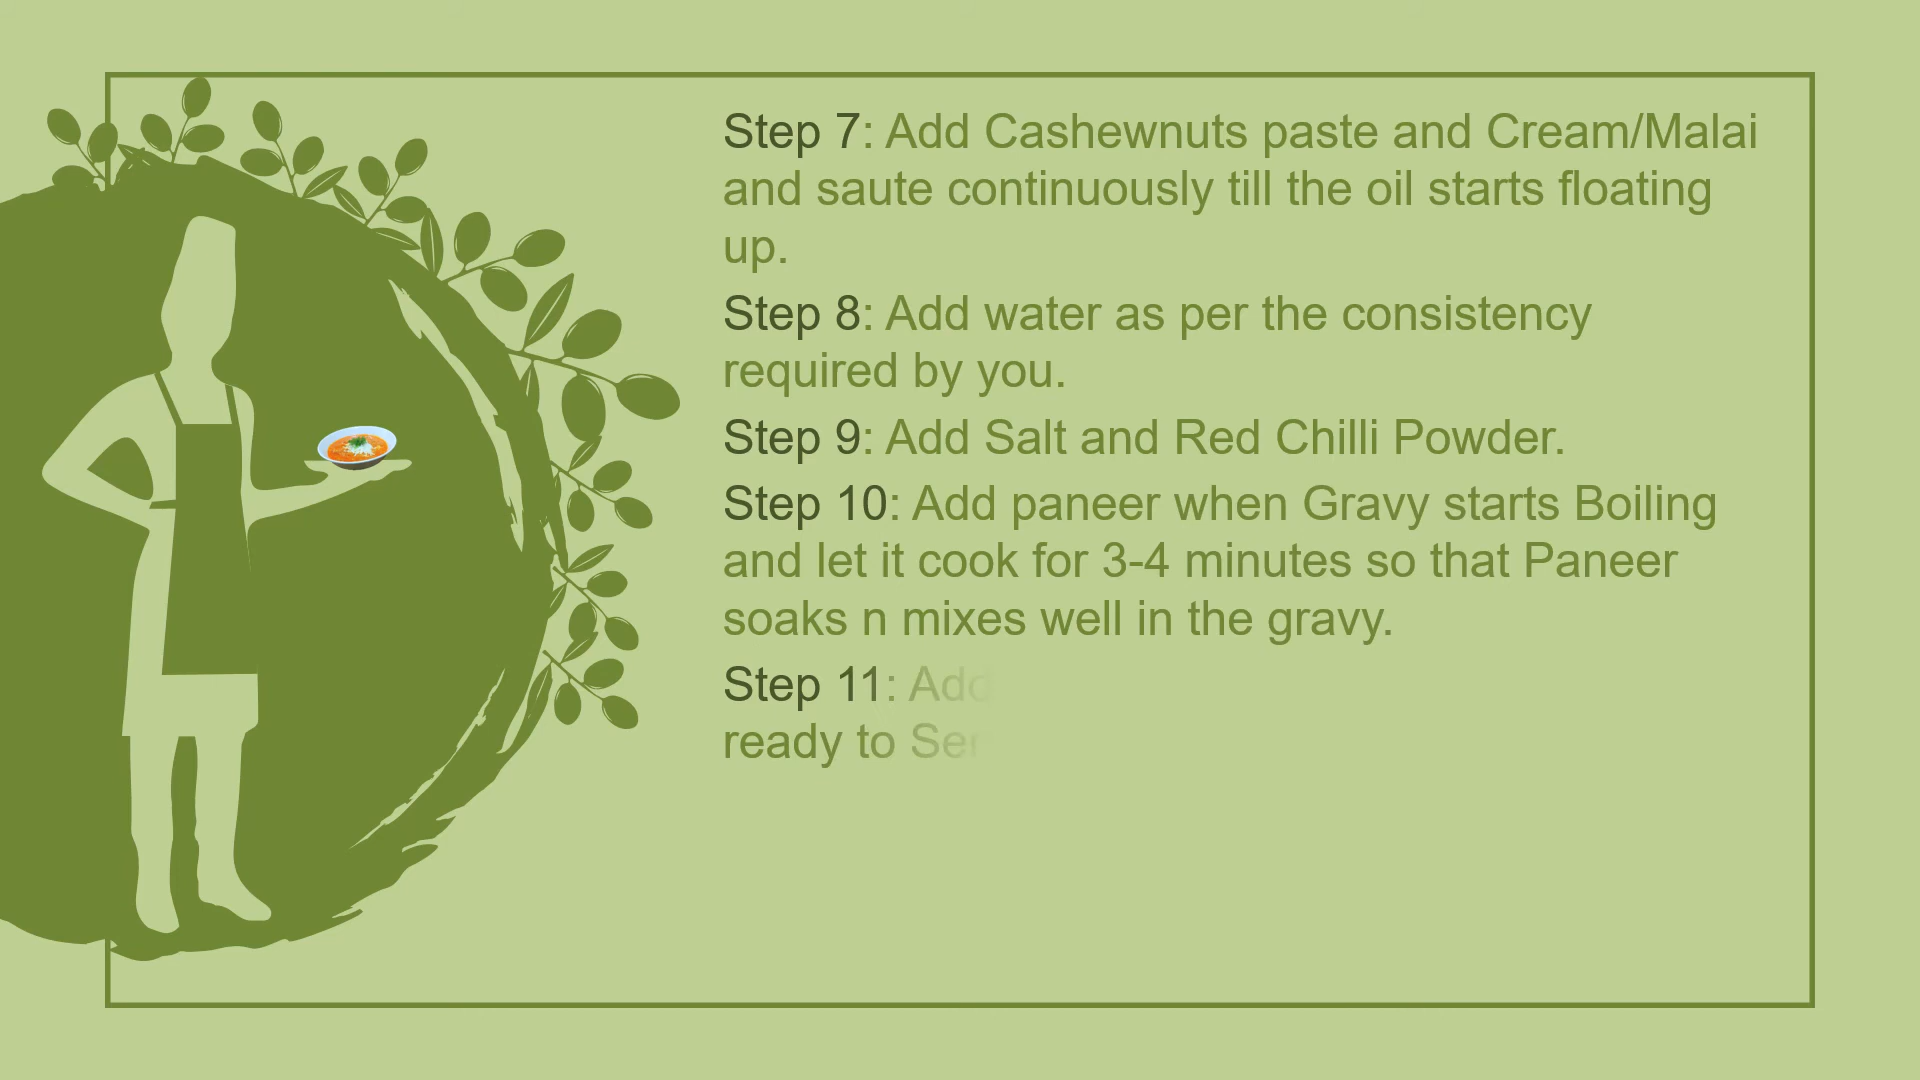 Step 7: Add Cashewnuts paste and Cream/Malai
and saute continuously till the oil starts floating
up.
Step 8: Add water as per the consistency
required by you.
Step 9: Add Salt and Red Chilli Powder.
Step 10: Add paneer when Gravy starts Boiling
and let it cook for 3-4 minutes so that Paneer
soaks n mixes well in the gravy.
Step 11: Add
ready to